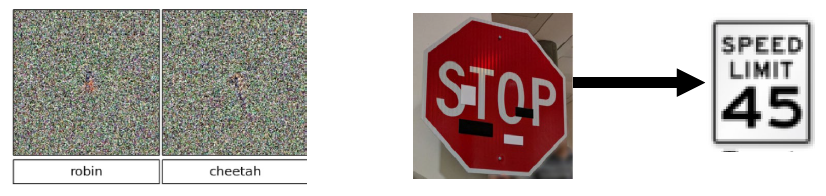 robin
cheetah
STOP
SPEED
LIMIT
45